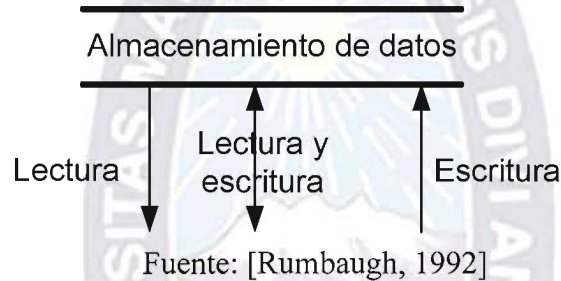 Almacenamiento de datos
Lectura
Lectura y
escritura
Escritura
Fuente: [Rumbaugh, 1992]